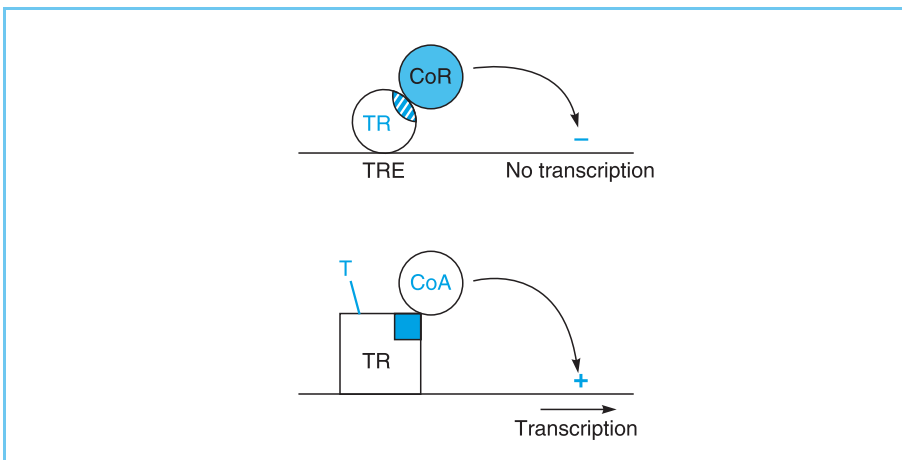 CoR
TR
−
TRE
No transcription
T
CoA
TR
+
Transcription